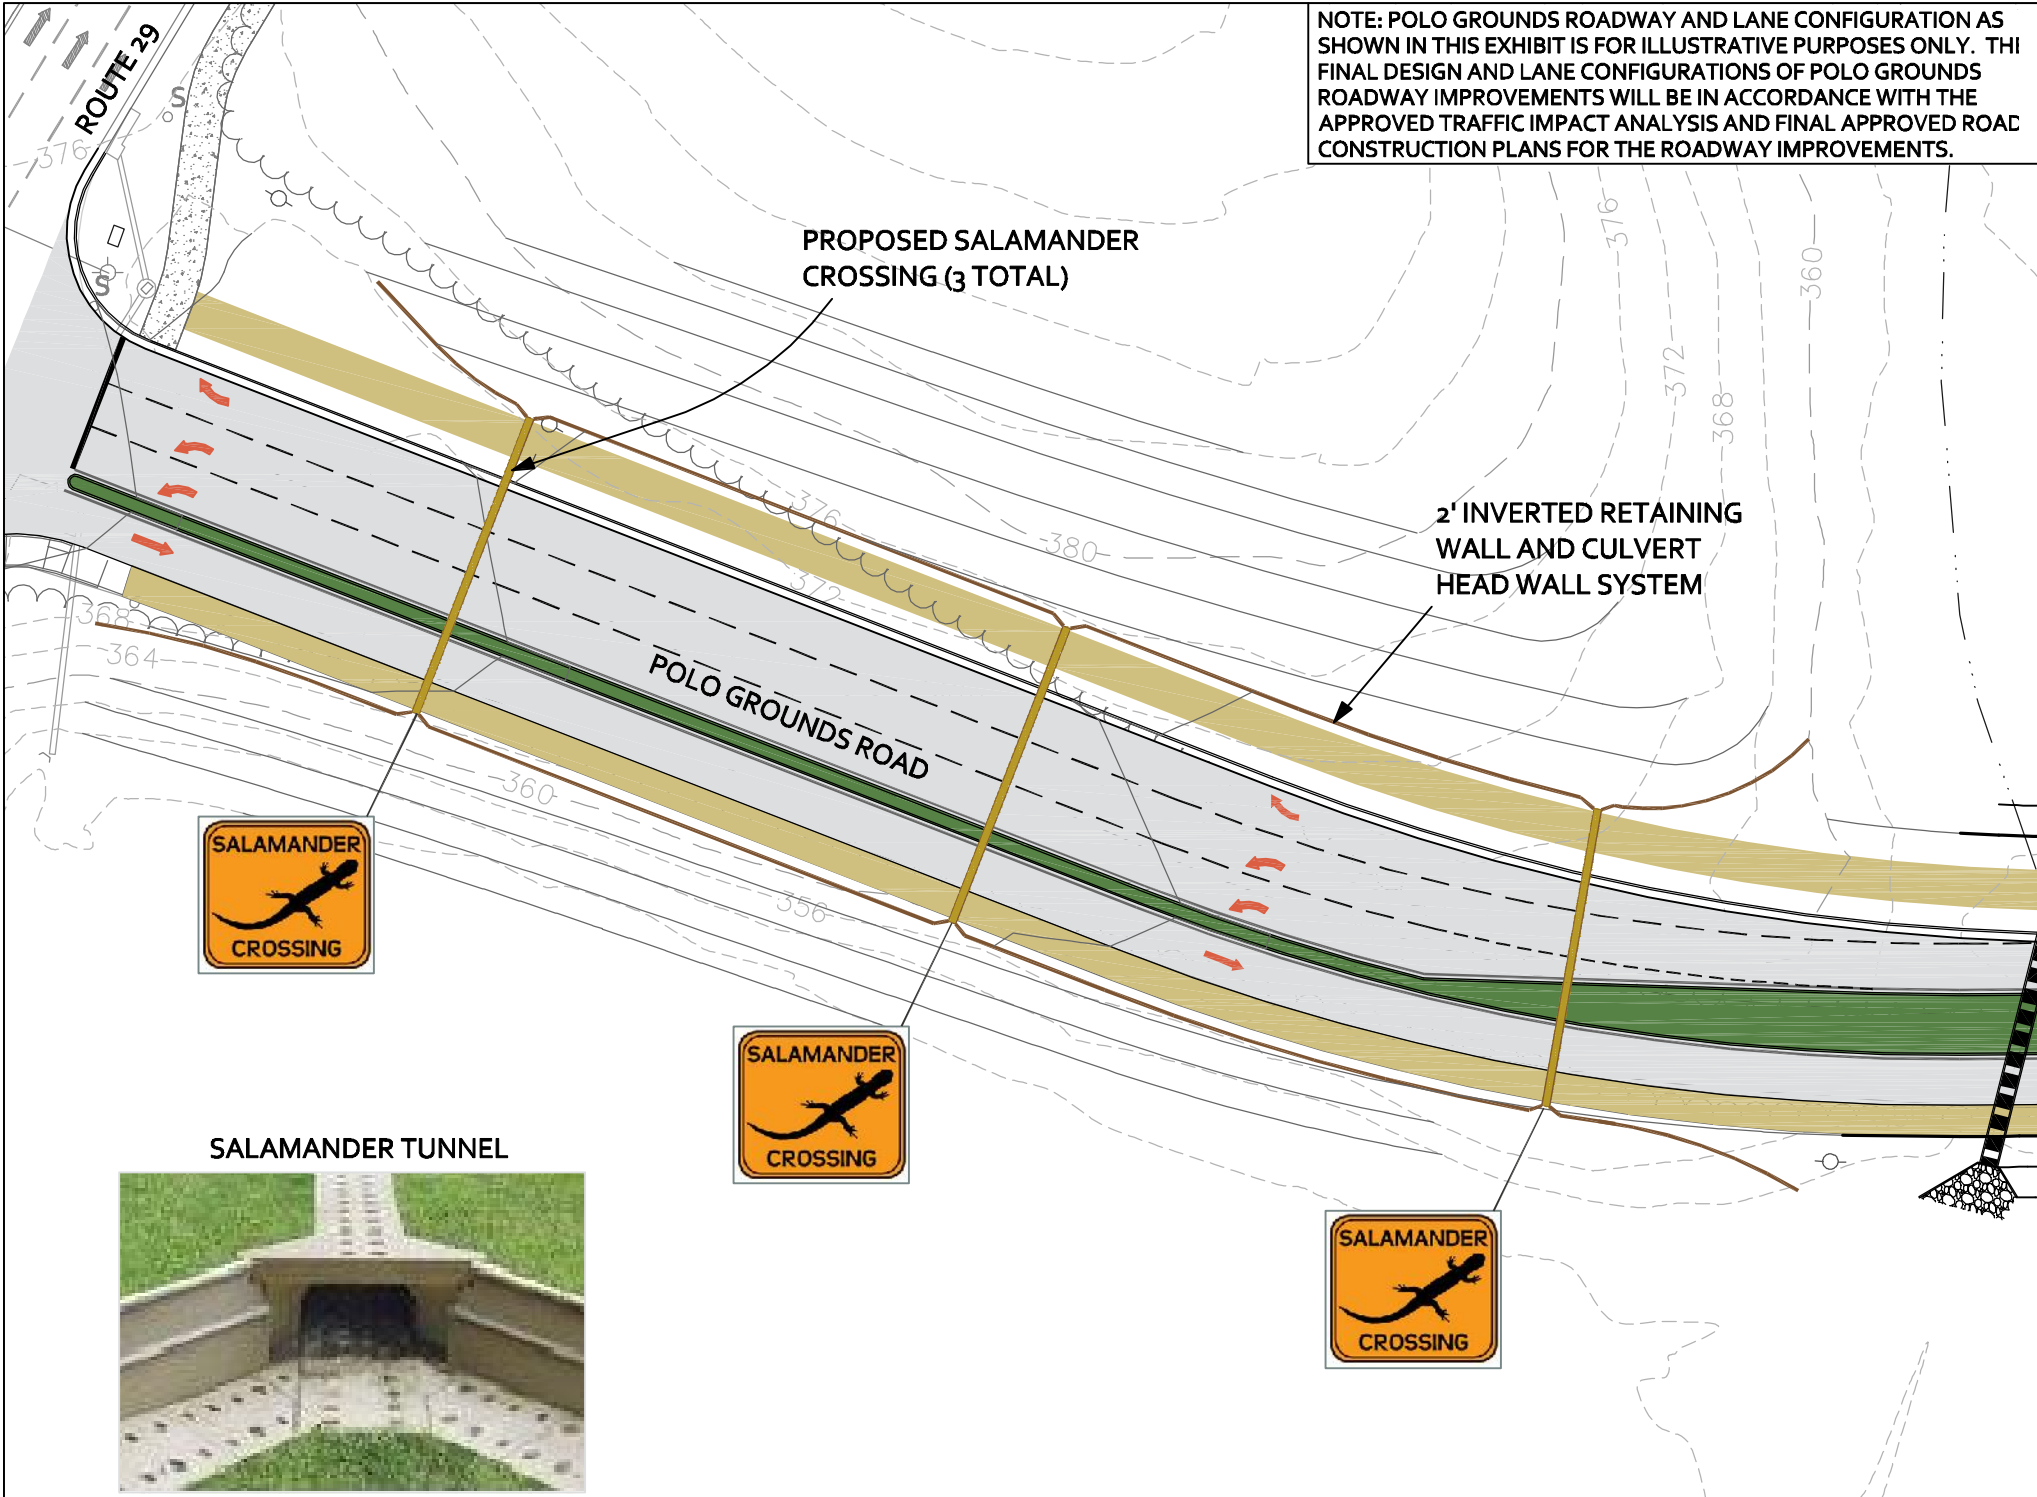 NOTE: POLO GROUNDS ROADWAY AND LANE CONFIGURATION AS
SHOWN IN THIS EXHIBIT IS FOR ILLUSTRATIVE PURPOSES ONLY. THE
FINAL DESIGN AND LANE CONFIGURATIONS OF POLO GROUNDS
ROADWAY IMPROVEMENTS WILL BE IN ACCORDANCE WITH THE
APPROVED TRAFFIC IMPACT ANALYSIS AND FINAL APPROVED ROAD
CONSTRUCTION PLANS FOR THE ROADWAY IMPROVEMENTS.
ROUTE 29
S
376
S
PROPOSED SALAMANDER
CROSSING (3 TOTAL)
376
360
372
368
376
380
372
2' INVERTED RETAINING
WALL AND CULVERT
HEAD WALL SYSTEM
368
364
POLO GROUNDS ROAD
360
356
SALAMANDER
CROSSING
SALAMANDER
CROSSING
SALAMANDER
CROSSING
SALAMANDER TUNNEL